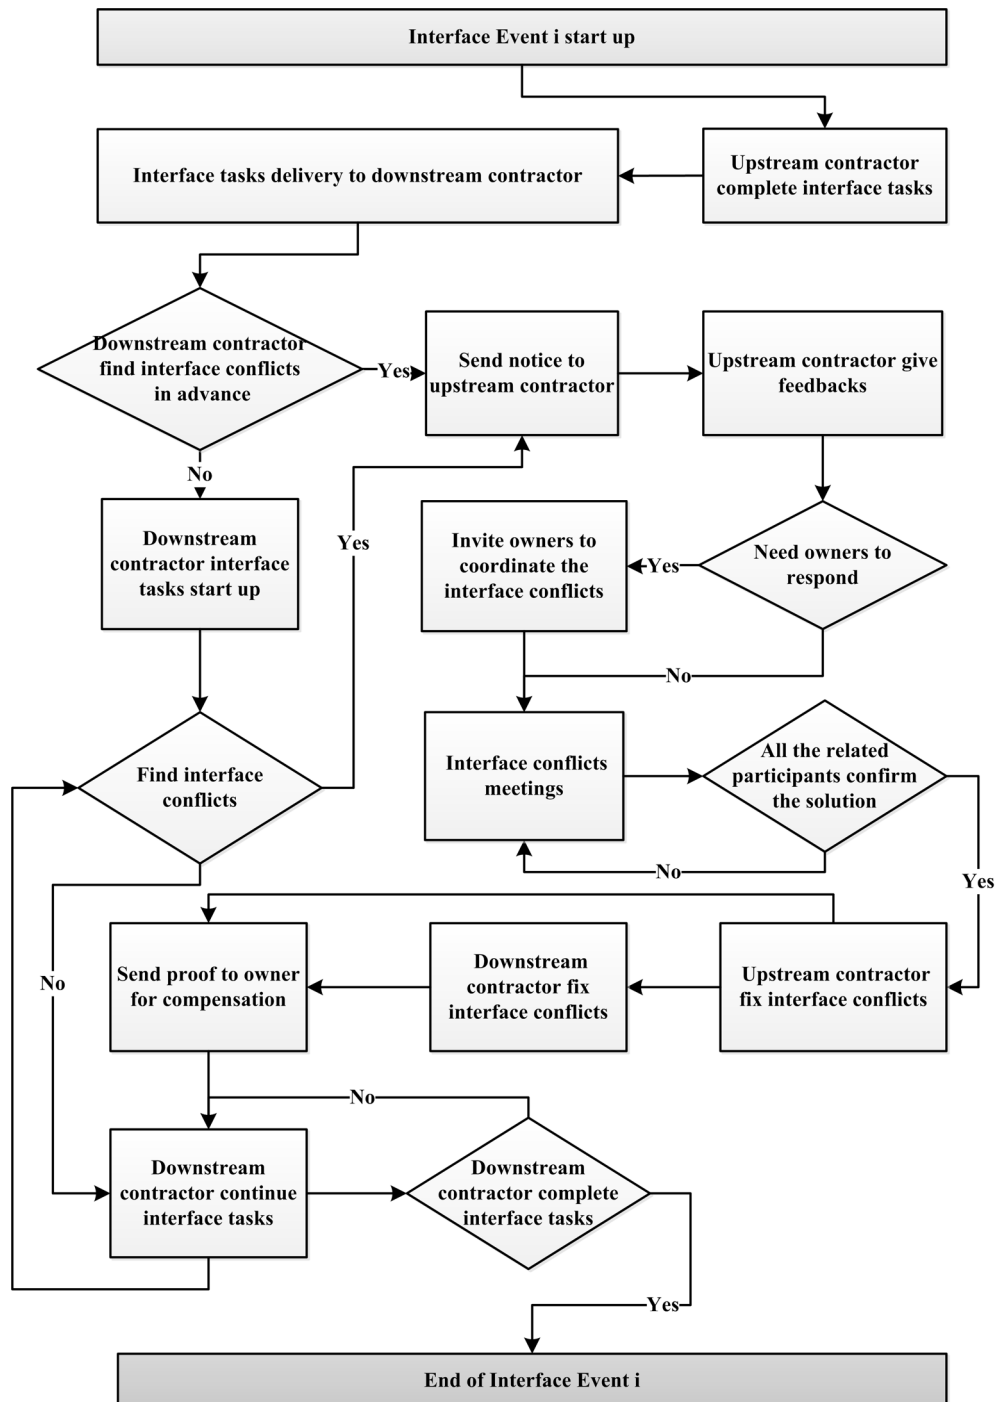 Interface Event i start up
Interface tasks delivery to downstream contractor
Upstream contractor
complete interface tasks
Downstream contractor
find interface conflicts
in advance
Yes
Send notice to
upstream contractor
Upstream contractor give
feedbacks
No
Downstream
contractor interface
tasks start up
Yes
Invite owners to
coordinate the
interface conflicts
Yes
Need owners to
respond
No
Find interface
conflicts
Interface conflicts
meetings
All the related
participants confirm
the solution
No
Yes
No
Send proof to owner
for compensation
Downstream
contractor fix
interface conflicts
Upstream contractor
fix interface conflicts
No
Downstream
contractor continue
interface tasks
Downstream
contractor complete
interface tasks
Yes
End of Interface Event i